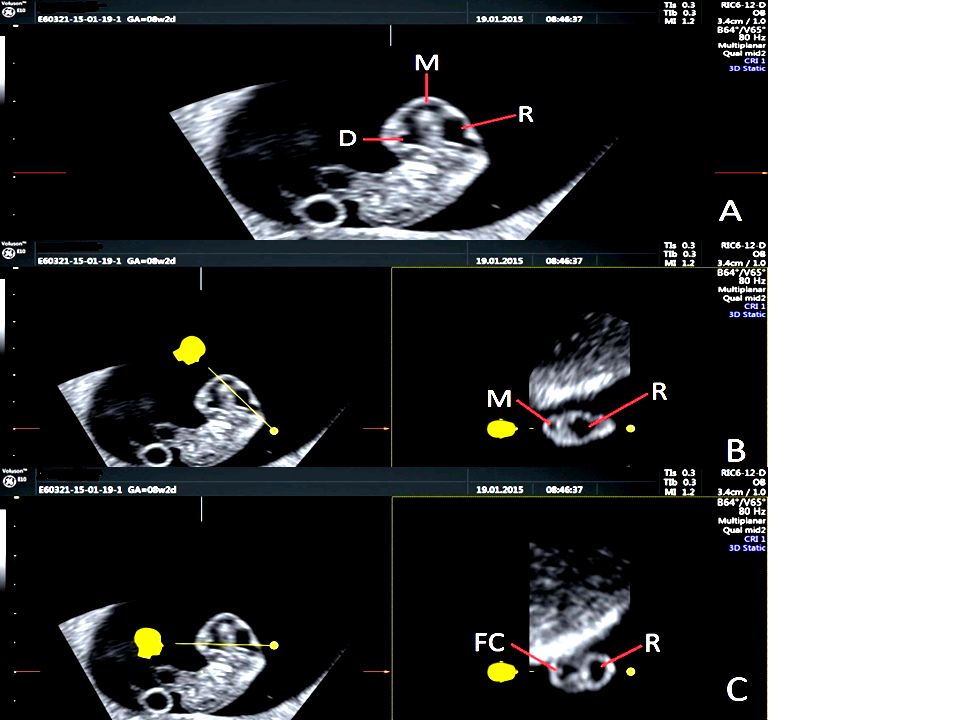 Voluson™
E10
E60321-15-01-19-1 GA=08w2d
19.01.2015 08:46:37
TIs 0.3
TIb 0.3
MI 1.2
RIC6-12-D
OB
3.4cm / 1.0
B64°/V65°
80 Hz
Multiplanar
Qual mid2
CRI 1
3D Static
M
R
D
A
Voluson™
E10
E60321-15-01-19-1 GA=08w2d
19.01.2015 08:46:37
TIs 0.3
TIb 0.3
MI 1.2
RIC6-12-D
OB
3.4cm / 1.0
B64°/V65°
80 Hz
Multiplanar
Qual mid2
CRI 1
3D Static
M
R
B
Voluson™
E10
E60321-15-01-19-1 GA=08w2d
19.01.2015 08:46:37
TIs 0.3
TIb 0.3
MI 1.2
RIC6-12-D
OB
3.4cm / 1.0
B64°/V65°
80 Hz
Multiplanar
Qual mid2
CRI 1
3D Static
FC
R
C